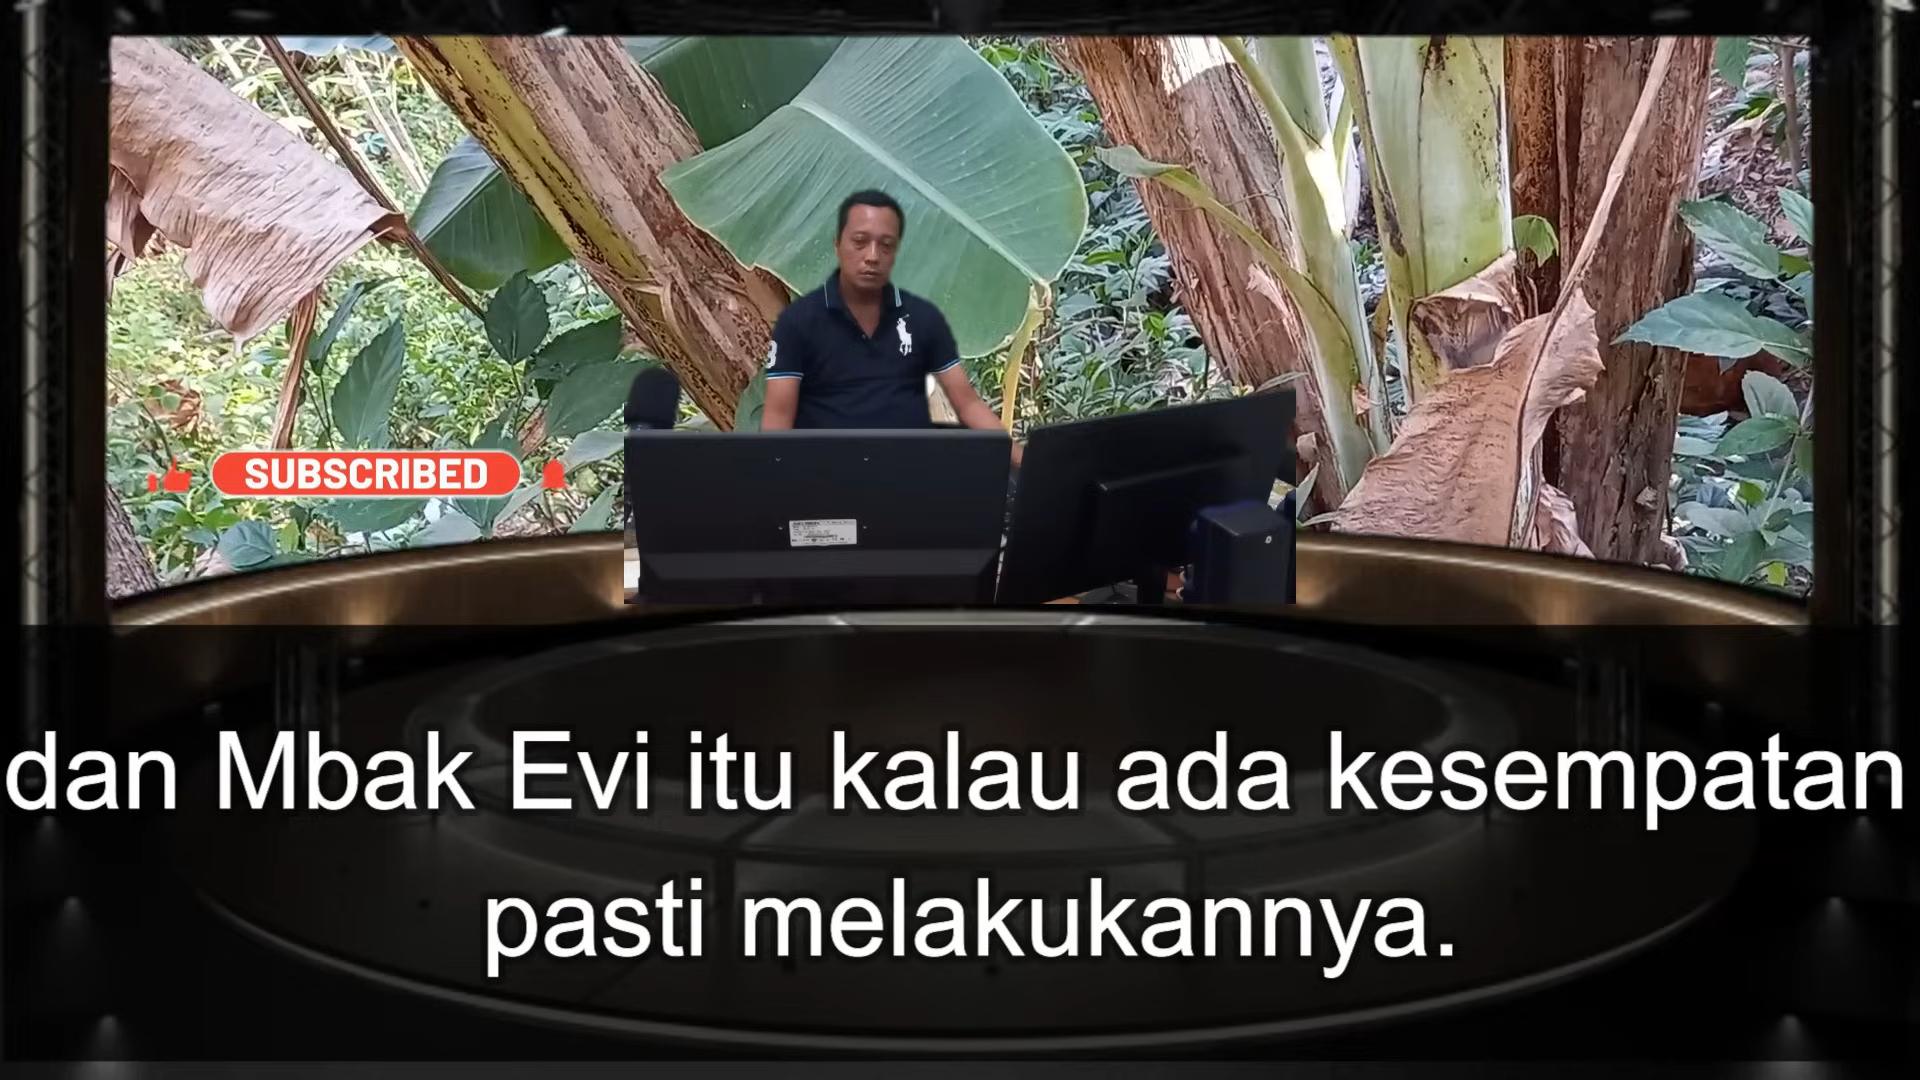 SUBSCRIBED
dan Mbak Evi itu kalau ada kesempatan
pasti melakukannya.